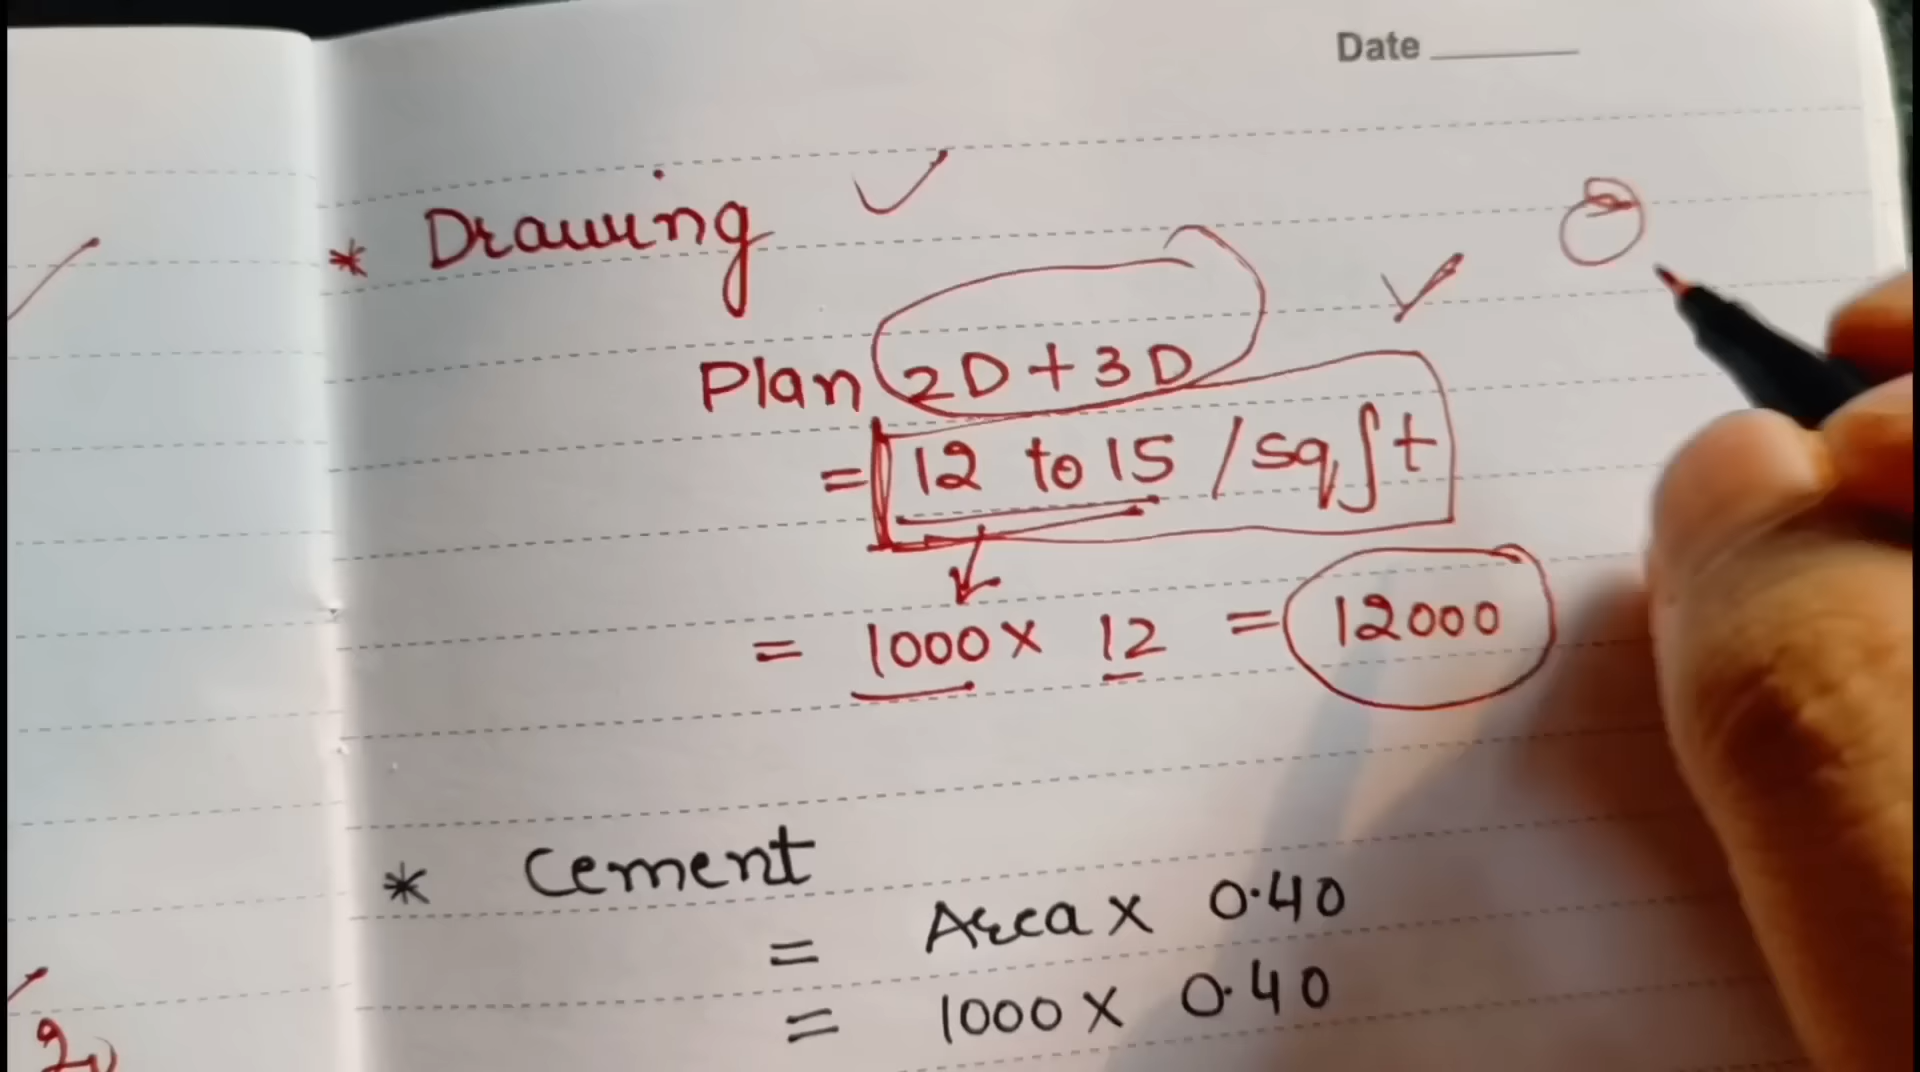 Date
* Drawing
Plan 2D+3D
= 12 to 15 /sqft
= 1000 x 12 = 12000
* Cement
= Area x 0.40
= 1000 x 0.40